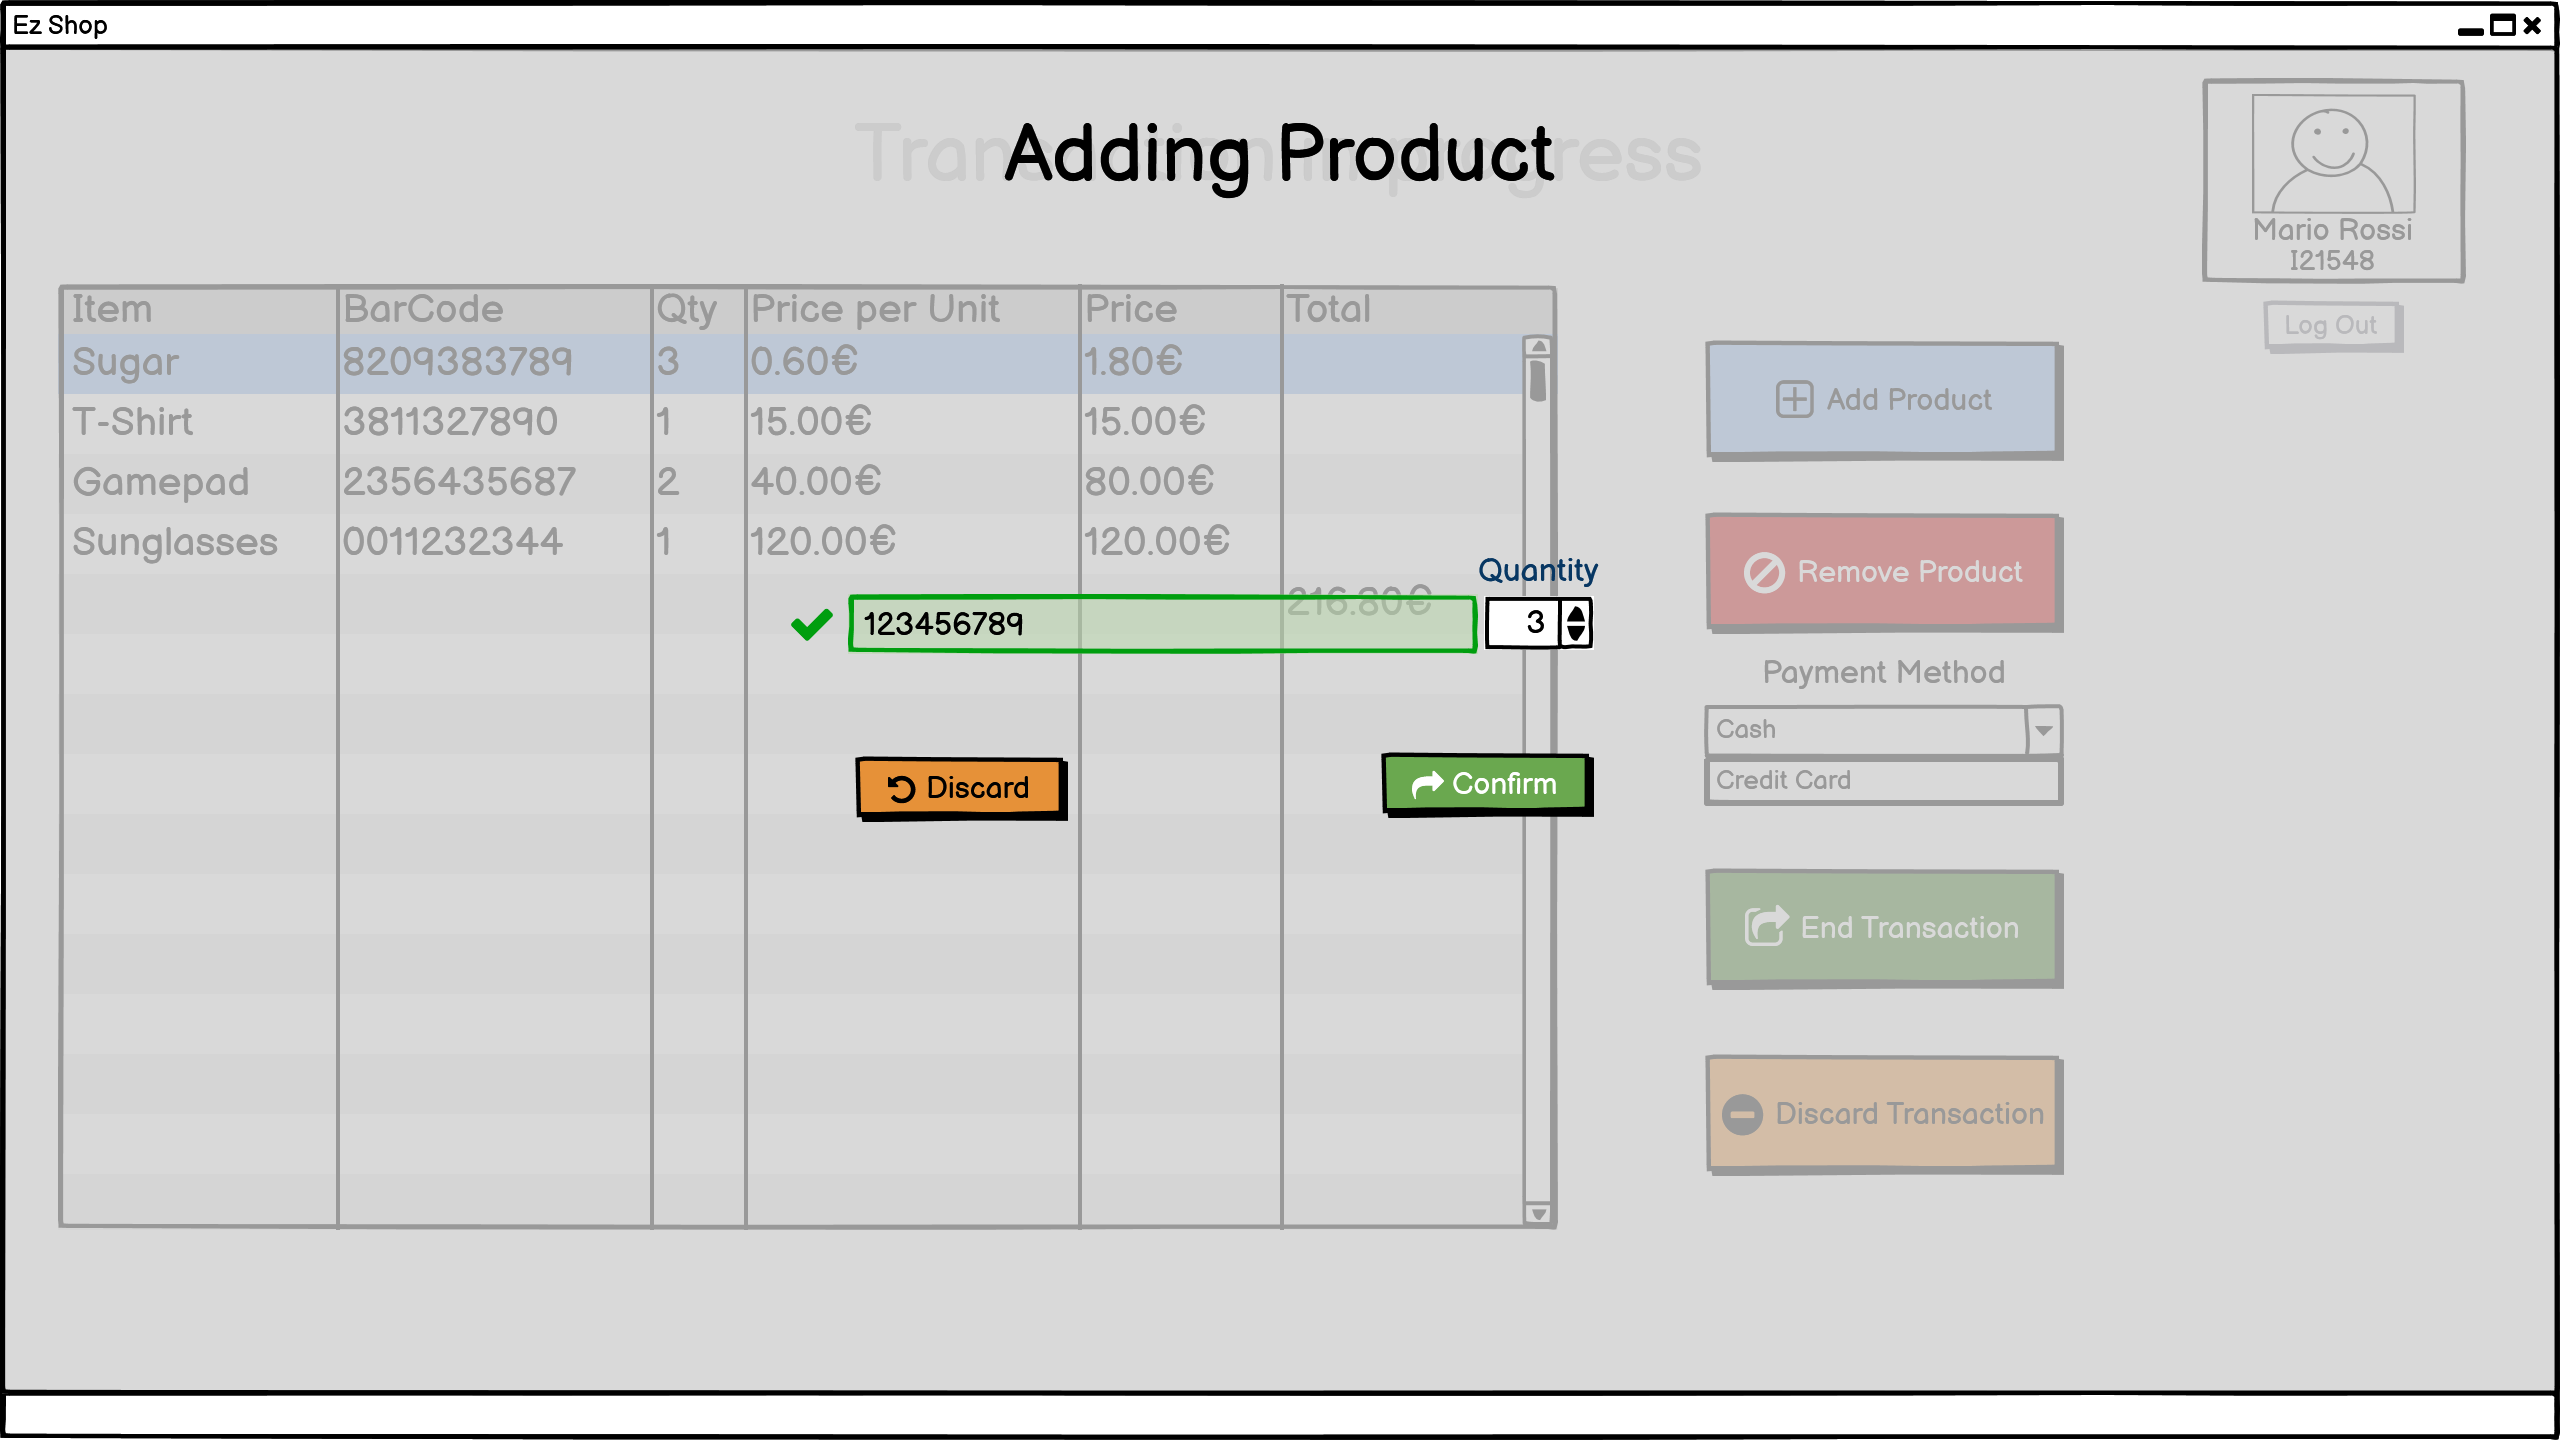 Ez Shop
Transaction in progress
Adding Product
Mario Rossi
I21548
Log Out
Item BarCode Qty Price per Unit Price Total
Sugar 8209383789 3 0.60€ 1.80€
T-Shirt 3811327890 1 15.00€ 15.00€
Gamepad 2356435687 2 40.00€ 80.00€
Sunglasses 0011232344 1 120.00€ 120.00€
216.80€
Quantity
123456789 3
Discard
Confirm
Add Product
Remove Product
Payment Method
Cash
Credit Card
End Transaction
Discard Transaction